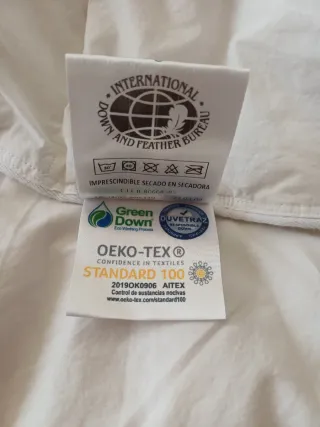 INTERNATIONAL
DOWN AND FEATHER BUREAU
IMPRESCINDIBLE SECADO EN SECADORA
Green
Down
DUVETRAC
OEKO-TEX®
CONFIDENCE IN TEXTILES
STANDARD 100
2019OK0906 AITEX
Control de sustancias nocivas
www.oeko-tex.com/standard100